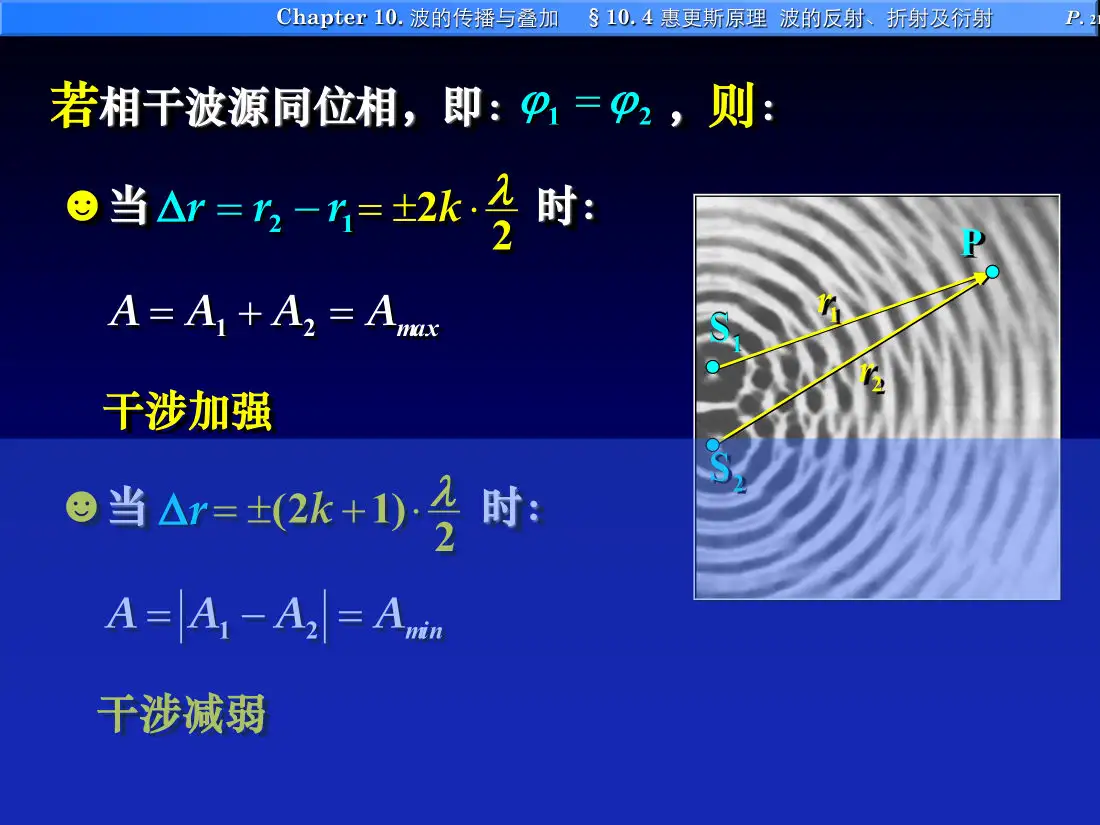 Chapter 10. 波的传播与叠加 §10. 4 惠更斯原理 波的反射、折射及衍射 P. 2
若相干波源同位相，即：φ₁ = φ₂，则：
☻当 Δr = r₂ − r₁ = ±2k · λ/2 时：
A = A₁ + A₂ = Amax
干涉加强
☻当 Δr = ±(2k + 1) · λ/2 时：
A = |A₁ − A₂| = Amin
干涉减弱
P
r₁
S₁
r₂
S₂